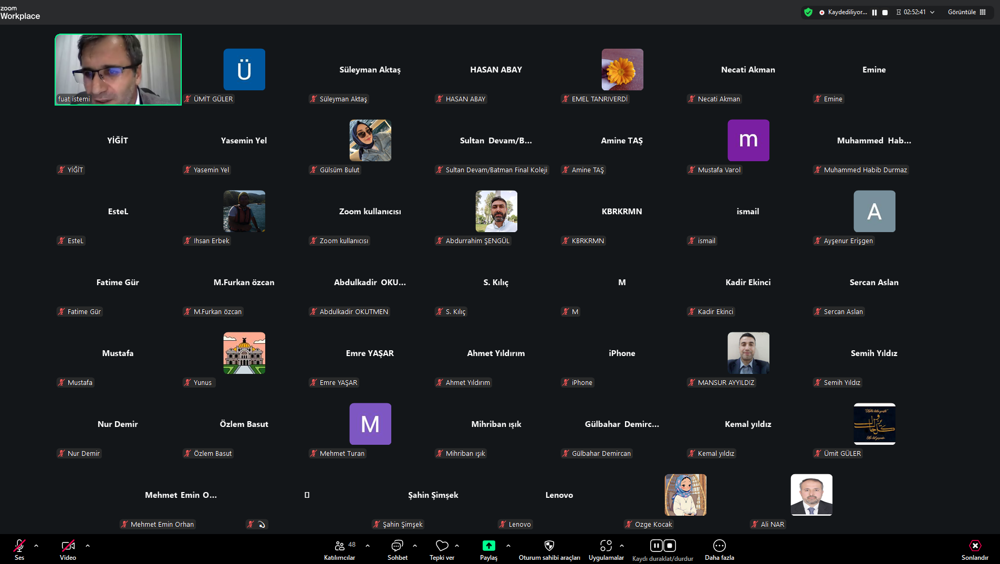 zoom
Workplace
Kaydediliyor...
02:52:41
Görüntüle
fuat istemi
Ü
ÜMİT GÜLER
Süleyman Aktaş
Süleyman Aktaş
HASAN ABAY
HASAN ABAY
EMEL TANRIVERDİ
Necati Akman
Necati Akman
Emine
Emine
YİĞİT
YİĞİT
Yasemin Yel
Yasemin Yel
Gülsüm Bulut
Sultan Devam/B...
Sultan Devam/Batman Final Koleji
Amine TAŞ
Amine TAŞ
m
Mustafa Varol
Muhammed Hab...
Muhammed Habib Durmaz
EsteL
EsteL
Ihsan Erbek
Zoom kullanıcısı
Zoom kullanıcısı
Abdurrahim ŞENGÜL
KBRKRMN
KBRKRMN
ismail
ismail
A
Ayşenur Erişgen
Fatime Gür
Fatime Gür
M.Furkan özcan
M.Furkan özcan
Abdulkadir OKU...
Abdulkadir OKUTMEN
S. Kılıç
S. Kılıç
M
M
Kadir Ekinci
Kadir Ekinci
Sercan Aslan
Sercan Aslan
Mustafa
Mustafa
Yunus
Emre YAŞAR
Emre YAŞAR
Ahmet Yıldırım
Ahmet Yıldırım
iPhone
iPhone
MANSUR AYYILDIZ
Semih Yıldız
Semih Yıldız
Nur Demir
Nur Demir
Özlem Basut
Özlem Basut
M
Mehmet Turan
Mihriban ışık
Mihriban ışık
Gülbahar Demirc...
Gülbahar Demircan
Kemal yıldız
Kemal yıldız
Ümit GÜLER
Mehmet Emin O...
Mehmet Emin Orhan
Şahin Şimşek
Şahin Şimşek
Lenovo
Lenovo
Ozge Kocak
Ali NAR
Ses
Video
48
Katılımcılar
Sohbet
Tepki ver
Paylaş
Oturum sahibi araçları
Uygulamalar
Kaydı duraklat/durdur
Daha fazla
Sonlandır